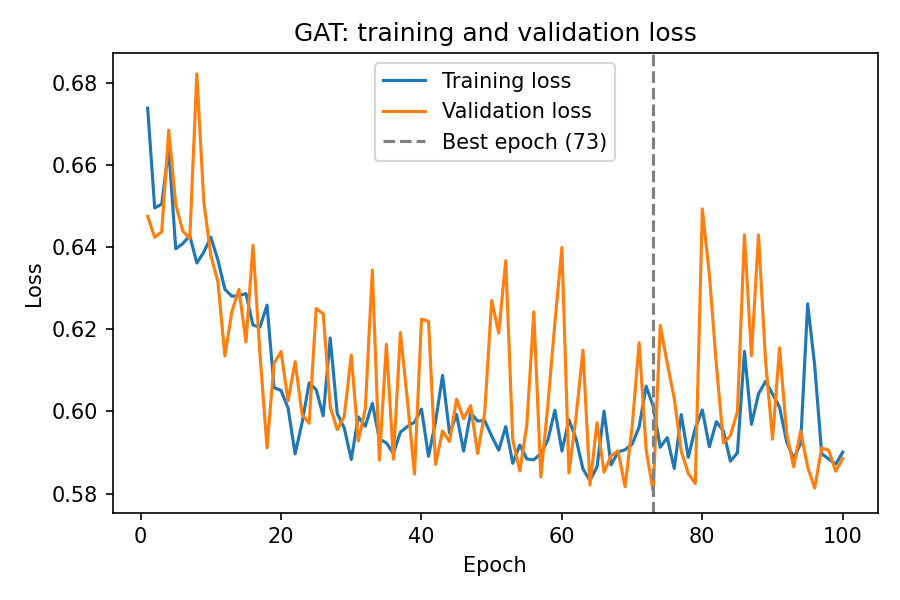 GAT: training and validation loss
Training loss
Validation loss
Best epoch (73)
Loss
0.68
0.66
0.64
0.62
0.60
0.58
0 20 40 60 80 100
Epoch